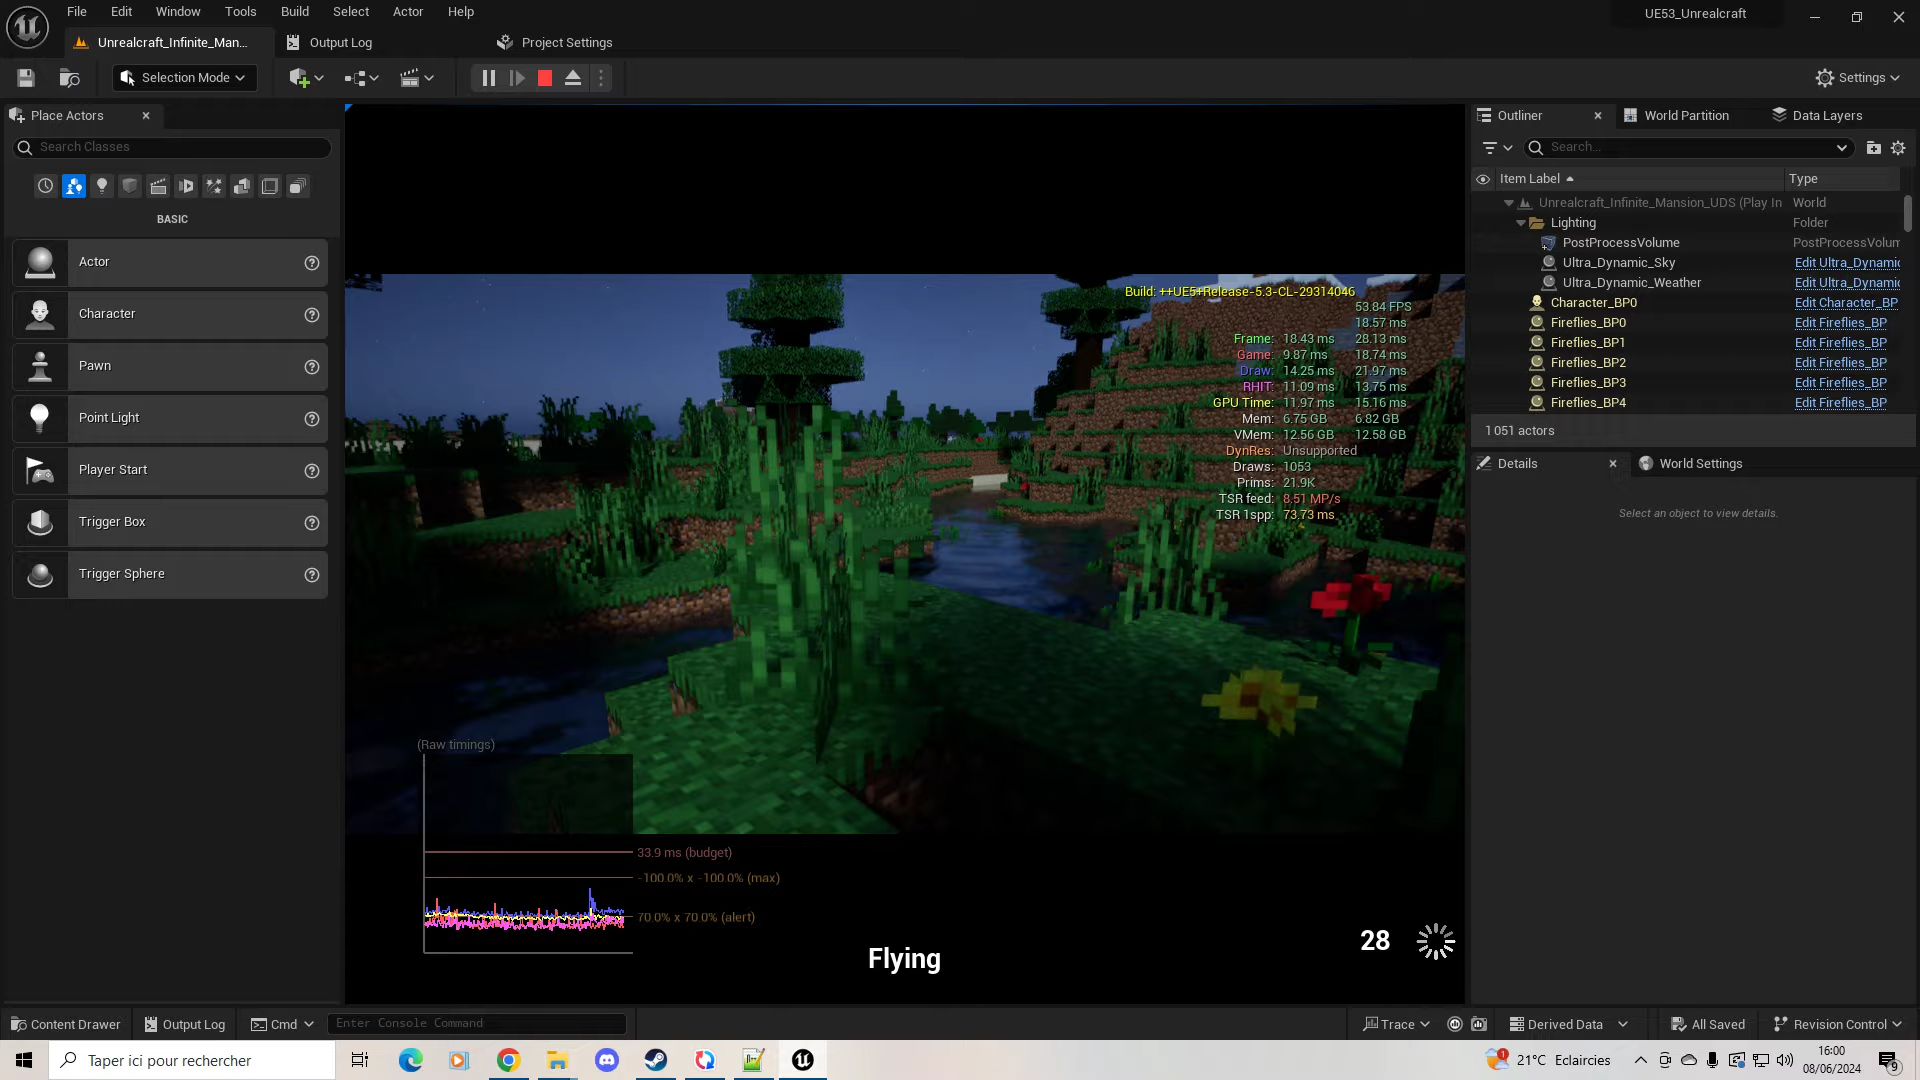 File Edit Window Tools Build Select Actor Help
UE53_Unrealcraft
Unrealcraft_Infinite_Man...
Output Log
Project Settings
Selection Mode
Settings
Place Actors
Search Classes
BASIC
Actor
Character
Pawn
Point Light
Player Start
Trigger Box
Trigger Sphere
Build: ++UE5+Release-5.3-CL-29314046
53.84 FPS
18.57 ms
Frame: 18.43 ms 28.13 ms
Game: 9.87 ms 18.74 ms
Draw: 14.25 ms 21.97 ms
RHIT: 11.09 ms 13.75 ms
GPU Time: 11.97 ms 15.16 ms
Mem: 6.75 GB 6.82 GB
VMem: 12.56 GB 12.58 GB
DynRes: Unsupported
Draws: 1053
Prims: 21.9K
TSR feed: 8.51 MP/s
TSR 1spp: 73.73 ms
(Raw timings)
33.9 ms (budget)
-100.0% x -100.0% (max)
70.0% x 70.0% (alert)
Flying
28
Outliner
World Partition
Data Layers
Search...
Item Label Type
Unrealcraft_Infinite_Mansion_UDS (Play In World
Lighting Folder
PostProcessVolume PostProcessVolum
Ultra_Dynamic_Sky Edit Ultra_Dynamic
Ultra_Dynamic_Weather Edit Ultra_Dynamic
Character_BP0 Edit Character_BP
Fireflies_BP0 Edit Fireflies_BP
Fireflies_BP1 Edit Fireflies_BP
Fireflies_BP2 Edit Fireflies_BP
Fireflies_BP3 Edit Fireflies_BP
Fireflies_BP4 Edit Fireflies_BP
1 051 actors
Details
World Settings
Select an object to view details.
Content Drawer
Output Log
Cmd
Enter Console Command
Trace
Derived Data
All Saved
Revision Control
Taper ici pour rechercher
1
21°C Eclaircies
16:00
08/06/2024
9